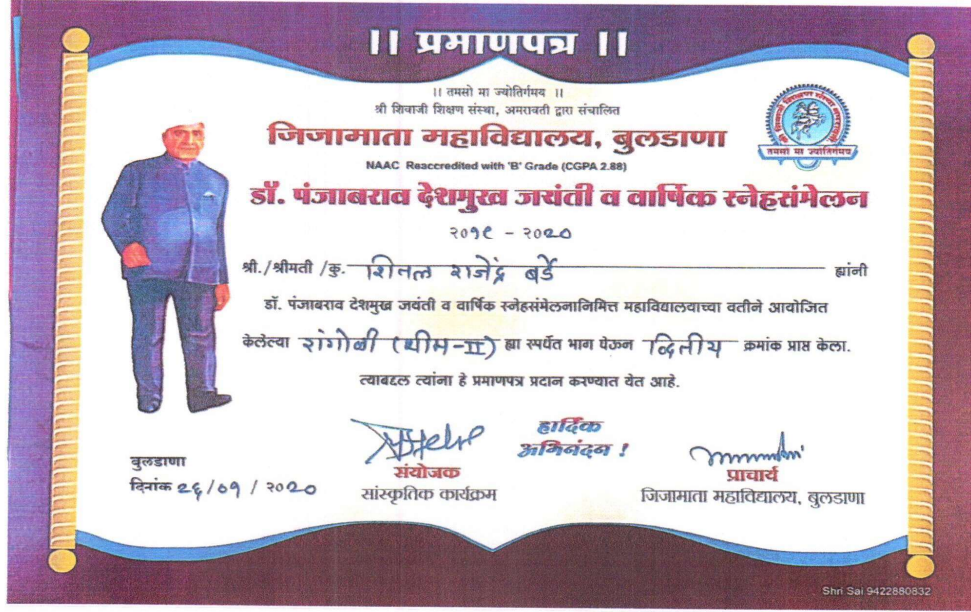 ।। प्रमाणपत्र ।।
।। तमसो मा ज्योतिर्गमय ।।
श्री शिवाजी शिक्षण संस्था, अमरावती द्वारा संचालित
जिजामाता महाविद्यालय, बुलडाणा
NAAC Reaccredited with 'B' Grade (CGPA 2.88)
तमसो मा ज्योतिर्गमय
डॉ. पंजाबराव देशमुख जयंती व वार्षिक स्नेहसंमेलन
२०१९ - २०२०
श्री./श्रीमती /कु. शितल राजेंद्र बर्डे ह्यांनी
डॉ. पंजाबराव देशमुख जयंती व वार्षिक स्नेहसंमेलनानिमित्त महाविद्यालयाच्या वतीने आयोजित
केलेल्या रांगोळी (थीम-II) ह्या स्पर्धेत भाग घेऊन द्वितीय क्रमांक प्राप्त केला.
त्याबद्दल त्यांना हे प्रमाणपत्र प्रदान करण्यात येत आहे.
हार्दिक
अभिनंदन !
बुलडाणा
दिनांक २६/०१ / २०२०
संयोजक
सांस्कृतिक कार्यक्रम
प्राचार्य
जिजामाता महाविद्यालय, बुलडाणा
Shri Sai 9422880832